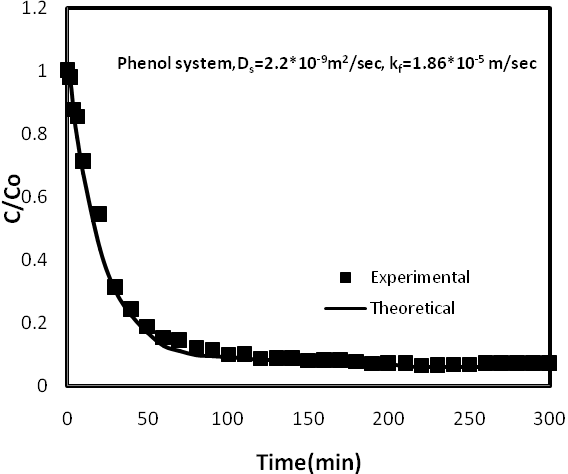 1.2
Phenol system,Dₛ=2.2*10⁻⁹m²/sec, k_f=1.86*10⁻⁵ m/sec
1
0.8
0.6
C/Co
0.4
Experimental
Theoretical
0.2
0
0 50 100 150 200 250 300
Time(min)